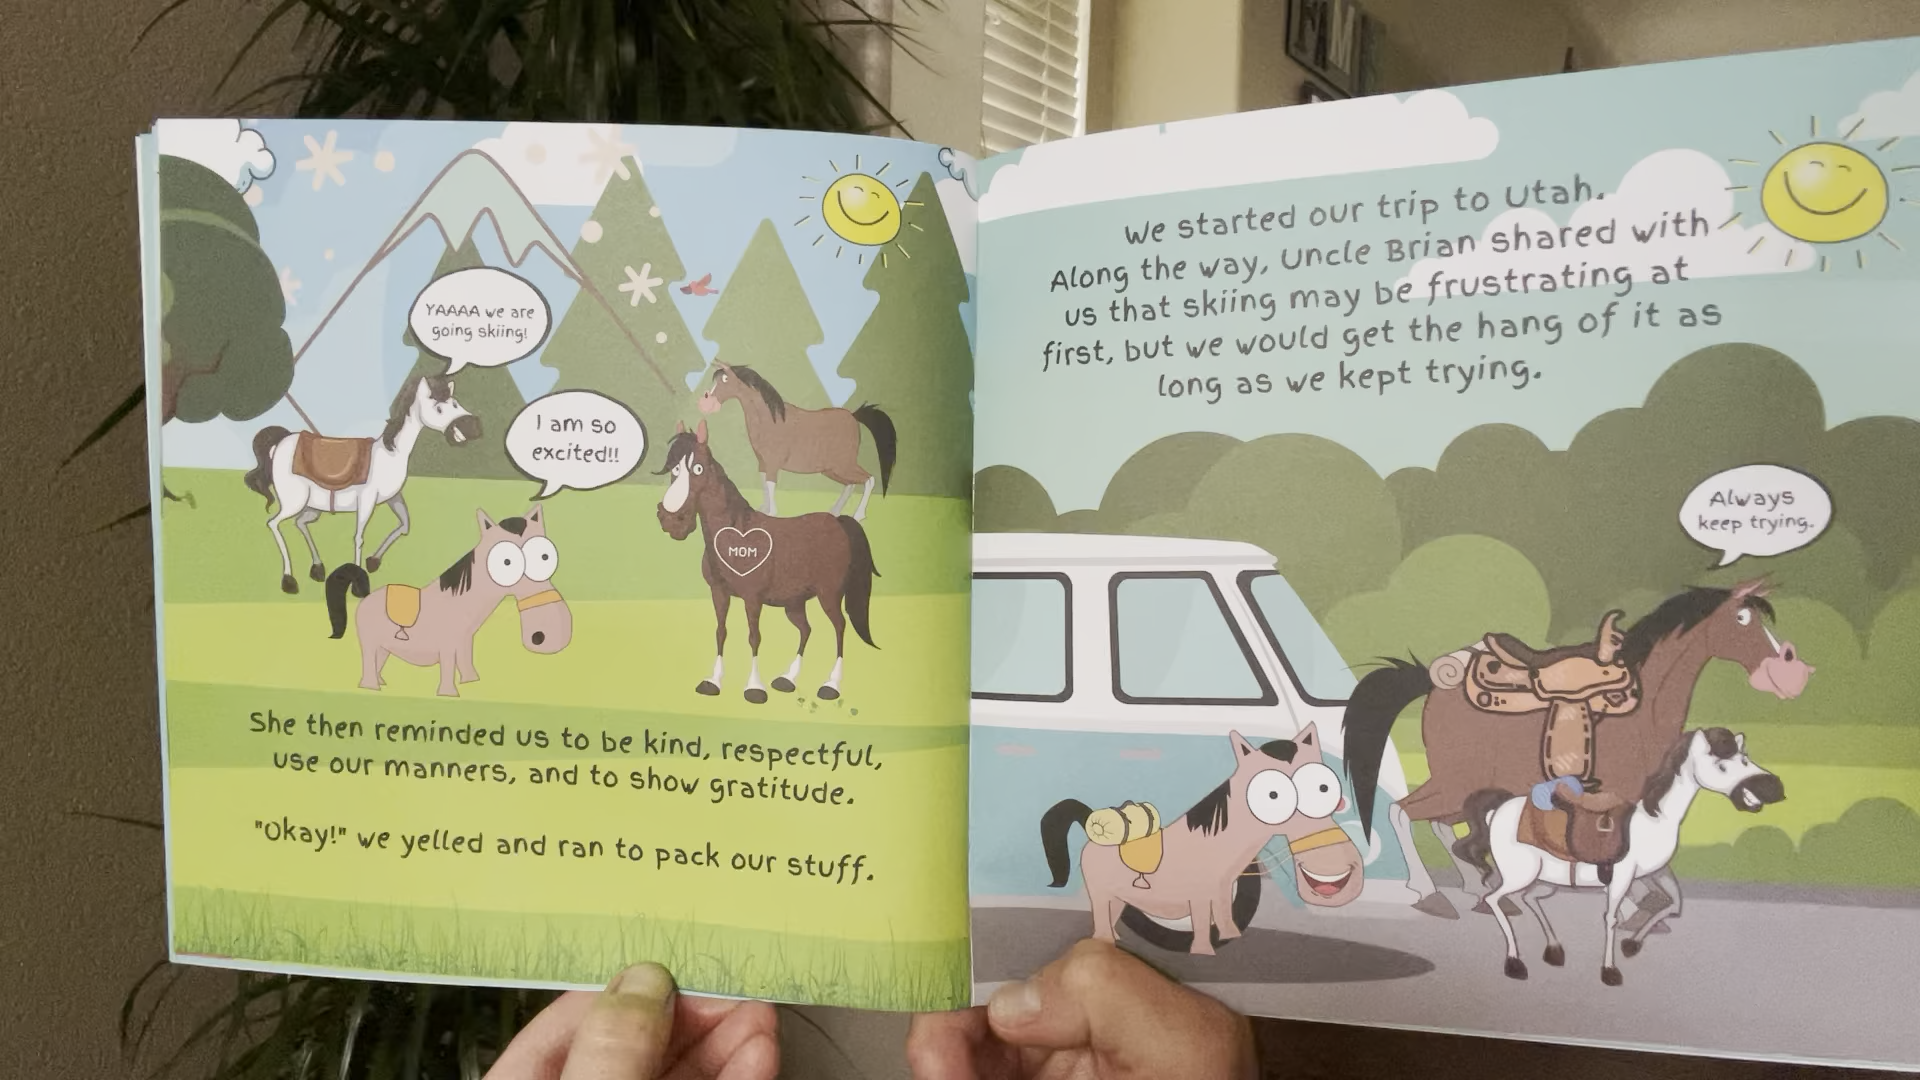 YAAAA we are
going skiing!
I am so
excited!!
MOM
She then reminded us to be kind, respectful,
use our manners, and to show gratitude.
"Okay!" we yelled and ran to pack our stuff.
We started our trip to Utah.
Along the way, Uncle Brian shared with
us that skiing may be frustrating at
first, but we would get the hang of it as
long as we kept trying.
Always
keep trying.